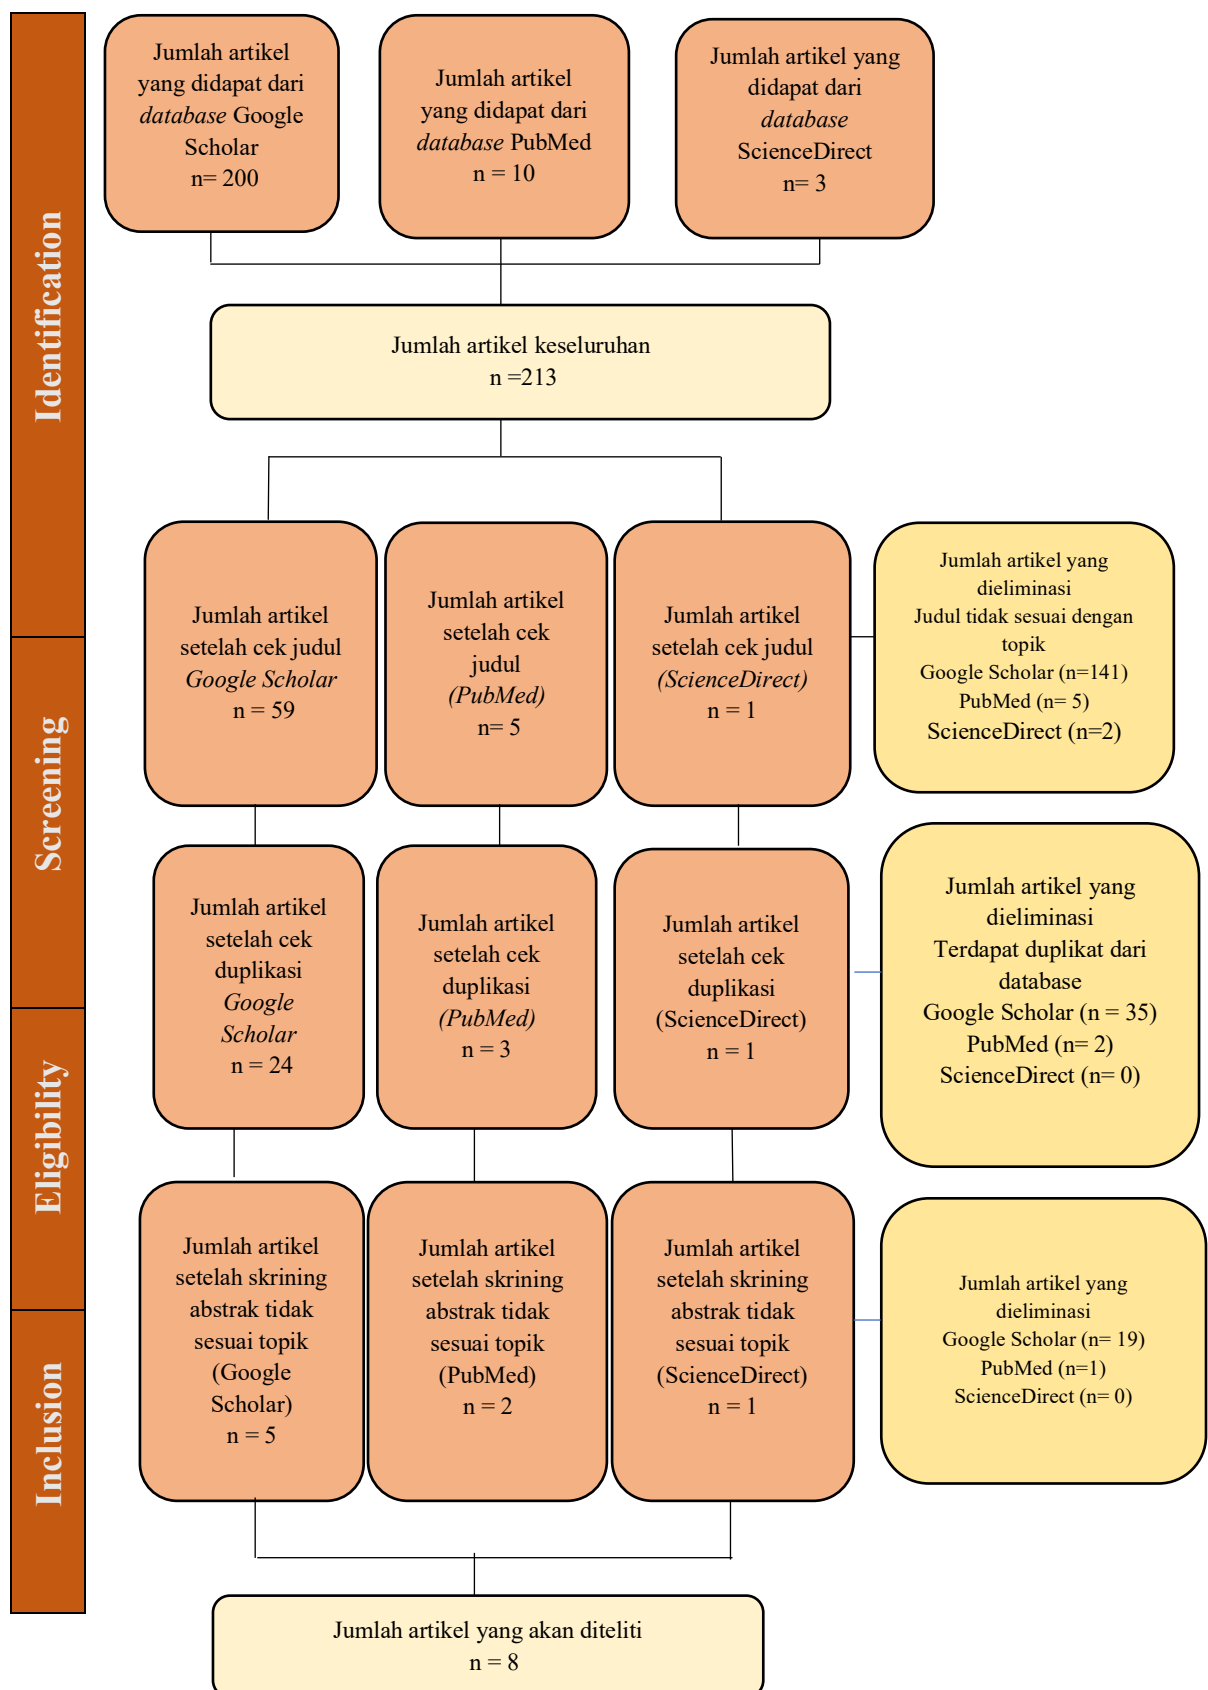 Identification
Jumlah artikel
yang didapat dari
database Google
Scholar
n= 200
Jumlah artikel
yang didapat dari
database PubMed
n = 10
Jumlah artikel yang
didapat dari
database
ScienceDirect
n= 3
Jumlah artikel keseluruhan
n =213
Screening
Jumlah artikel
setelah cek judul
Google Scholar
n = 59
Jumlah artikel
setelah cek
judul
(PubMed)
n= 5
Jumlah artikel
setelah cek judul
(ScienceDirect)
n = 1
Jumlah artikel yang
dieliminasi
Judul tidak sesuai dengan
topik
Google Scholar (n=141)
PubMed (n= 5)
ScienceDirect (n=2)
Jumlah artikel
setelah cek
duplikasi
Google
Scholar
n = 24
Jumlah artikel
setelah cek
duplikasi
(PubMed)
n = 3
Jumlah artikel
setelah cek
duplikasi
(ScienceDirect)
n = 1
Jumlah artikel yang
dieliminasi
Terdapat duplikat dari
database
Google Scholar (n = 35)
PubMed (n= 2)
ScienceDirect (n= 0)
Eligibility
Jumlah artikel
setelah skrining
abstrak tidak
sesuai topik
(Google
Scholar)
n = 5
Jumlah artikel
setelah skrining
abstrak tidak
sesuai topik
(PubMed)
n = 2
Jumlah artikel
setelah skrining
abstrak tidak
sesuai topik
(ScienceDirect)
n = 1
Jumlah artikel yang
dieliminasi
Google Scholar (n= 19)
PubMed (n=1)
ScienceDirect (n= 0)
Inclusion
Jumlah artikel yang akan diteliti
n = 8